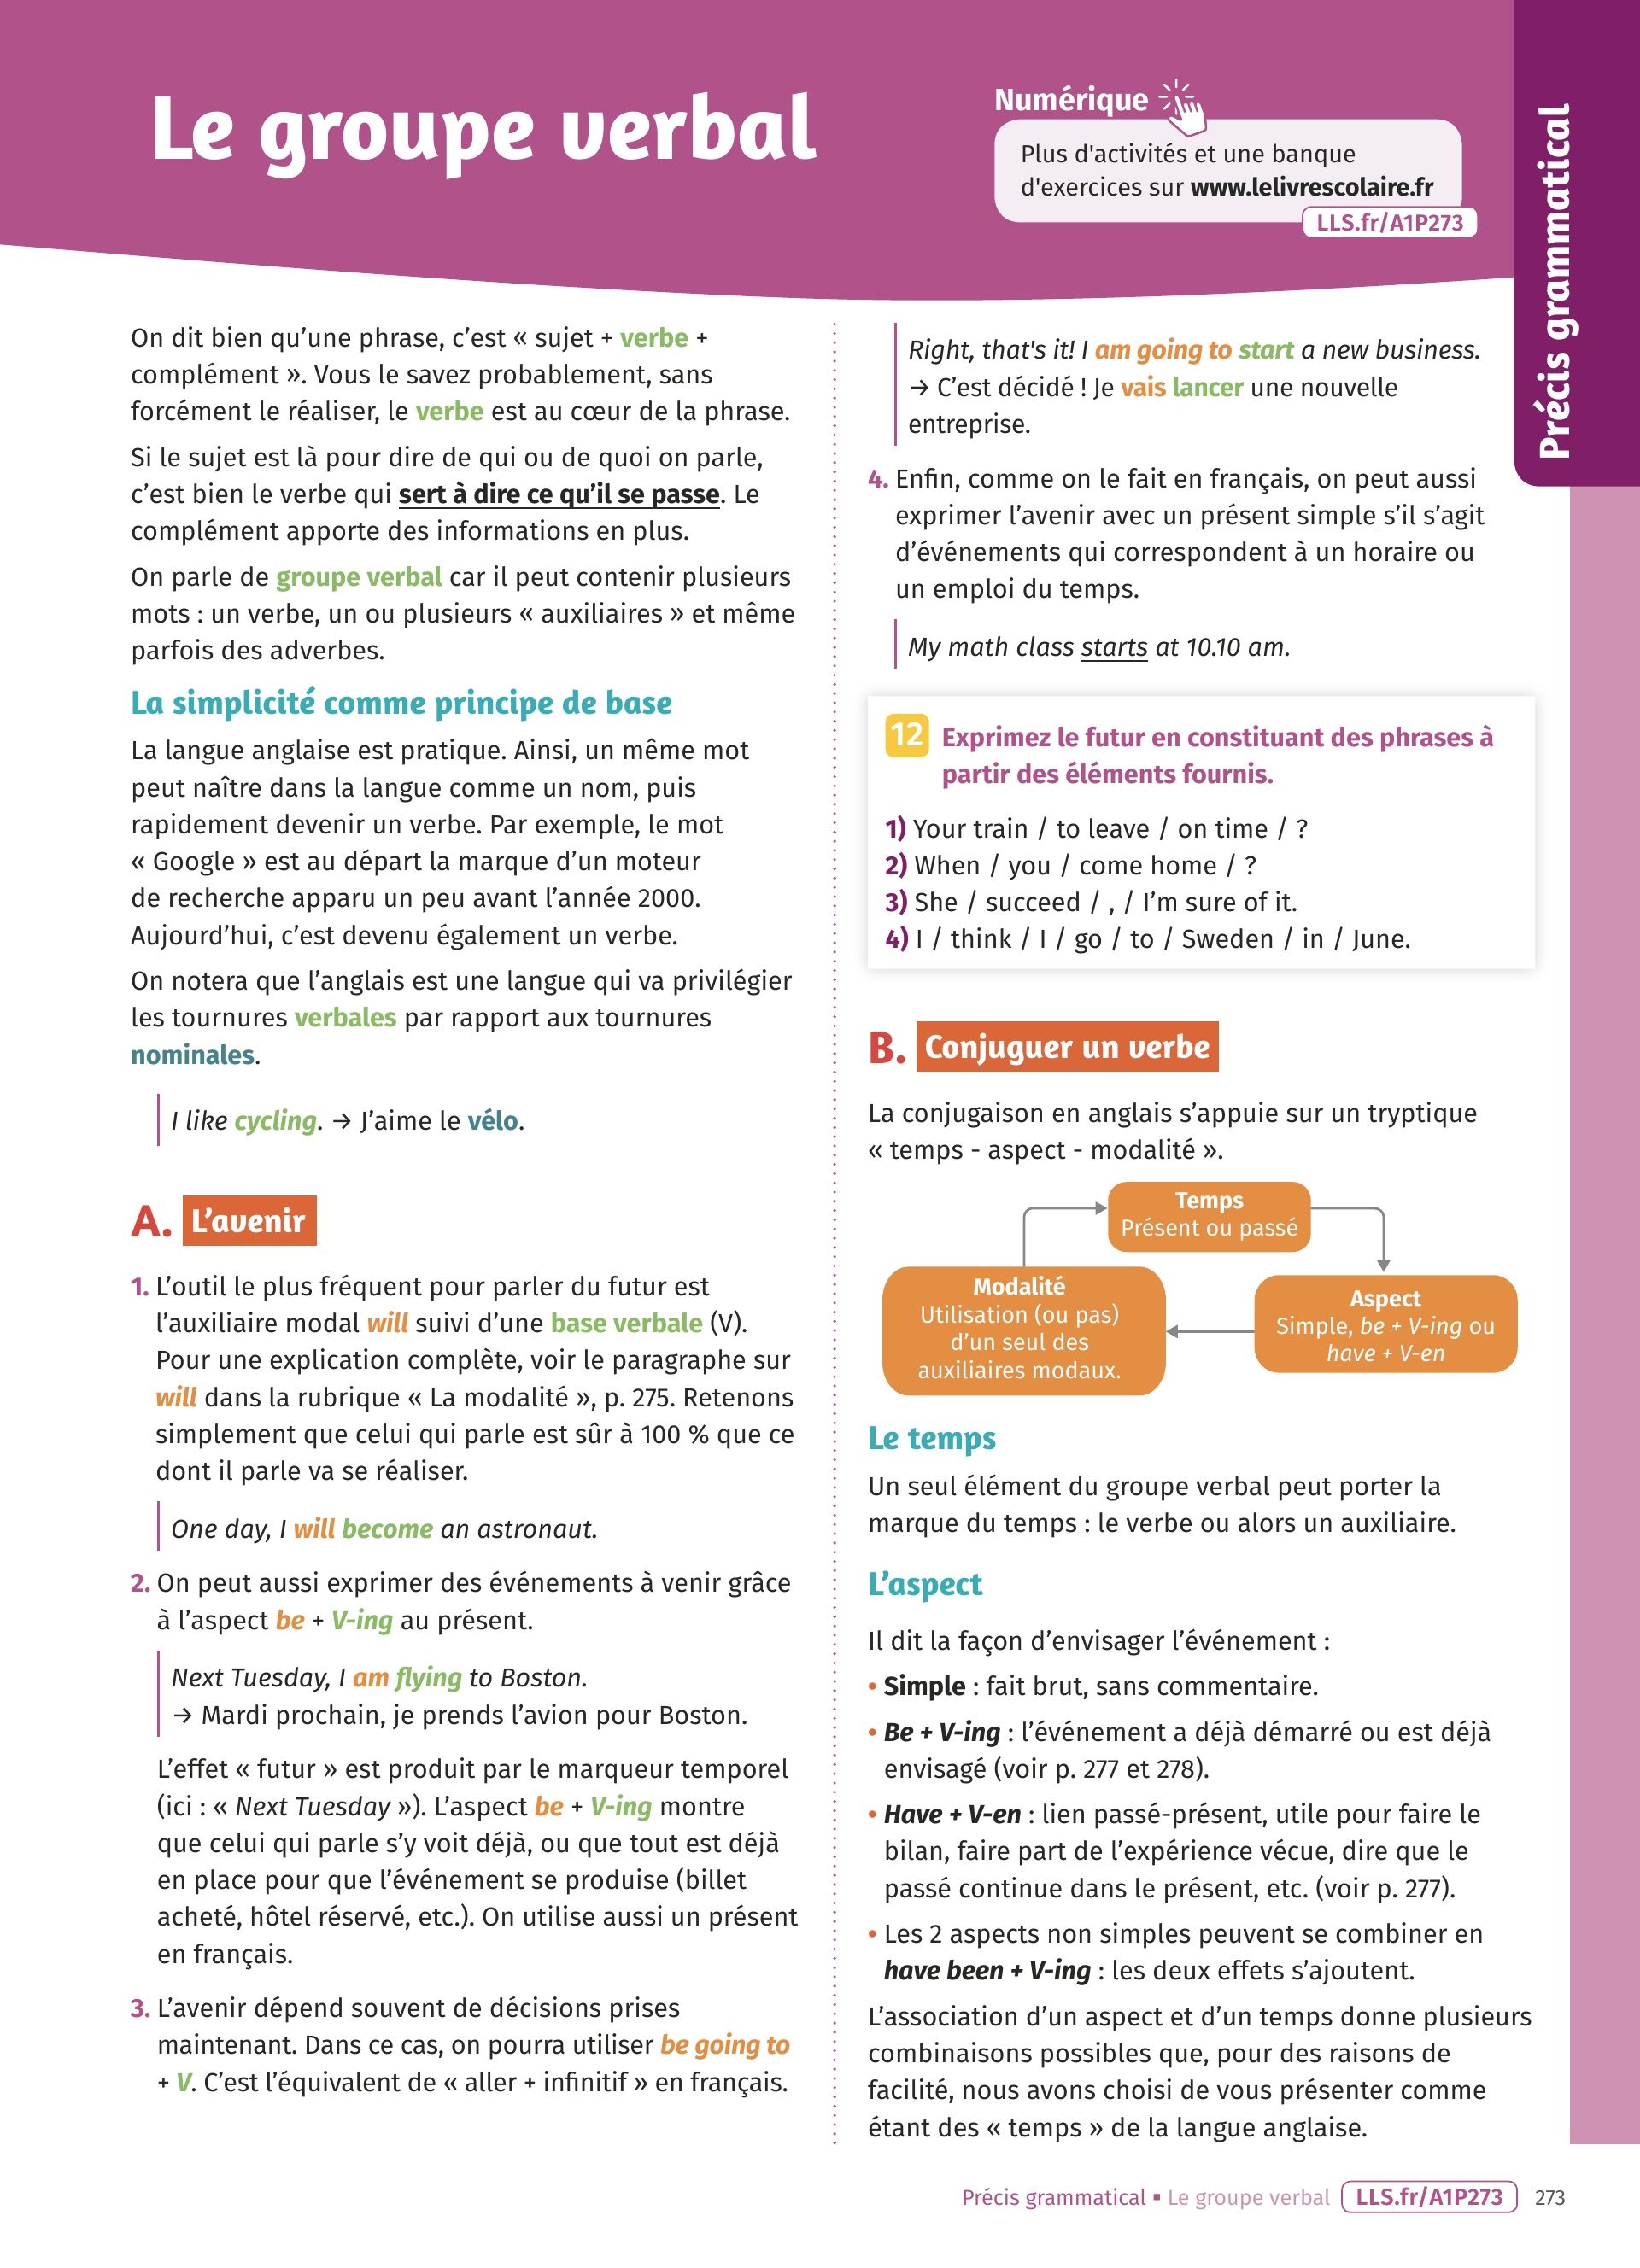 Le groupe verbal
Numérique
Plus d'activités et une banque
d'exercices sur www.lelivrescolaire.fr
LLS.fr/A1P273
Précis grammatical
On dit bien qu’une phrase, c’est « sujet + verbe +
complément ». Vous le savez probablement, sans
forcément le réaliser, le verbe est au cœur de la phrase.
Si le sujet est là pour dire de qui ou de quoi on parle,
c’est bien le verbe qui sert à dire ce qu’il se passe. Le
complément apporte des informations en plus.
On parle de groupe verbal car il peut contenir plusieurs
mots : un verbe, un ou plusieurs « auxiliaires » et même
parfois des adverbes.
La simplicité comme principe de base
La langue anglaise est pratique. Ainsi, un même mot
peut naître dans la langue comme un nom, puis
rapidement devenir un verbe. Par exemple, le mot
« Google » est au départ la marque d’un moteur
de recherche apparu un peu avant l’année 2000.
Aujourd’hui, c’est devenu également un verbe.
On notera que l’anglais est une langue qui va privilégier
les tournures verbales par rapport aux tournures
nominales.
I like cycling. → J’aime le vélo.
A. L’avenir
1. L’outil le plus fréquent pour parler du futur est
l’auxiliaire modal will suivi d’une base verbale (V).
Pour une explication complète, voir le paragraphe sur
will dans la rubrique « La modalité », p. 275. Retenons
simplement que celui qui parle est sûr à 100 % que ce
dont il parle va se réaliser.
One day, I will become an astronaut.
2. On peut aussi exprimer des événements à venir grâce
à l’aspect be + V-ing au présent.
Next Tuesday, I am flying to Boston.
→ Mardi prochain, je prends l’avion pour Boston.
L’effet « futur » est produit par le marqueur temporel
(ici : « Next Tuesday »). L’aspect be + V-ing montre
que celui qui parle s’y voit déjà, ou que tout est déjà
en place pour que l’événement se produise (billet
acheté, hôtel réservé, etc.). On utilise aussi un présent
en français.
3. L’avenir dépend souvent de décisions prises
maintenant. Dans ce cas, on pourra utiliser be going to
+ V. C’est l’équivalent de « aller + infinitif » en français.
Right, that's it! I am going to start a new business.
→ C’est décidé ! Je vais lancer une nouvelle
entreprise.
4. Enfin, comme on le fait en français, on peut aussi
exprimer l’avenir avec un présent simple s’il s’agit
d’événements qui correspondent à un horaire ou
un emploi du temps.
My math class starts at 10.10 am.
12 Exprimez le futur en constituant des phrases à
partir des éléments fournis.
1) Your train / to leave / on time / ?
2) When / you / come home / ?
3) She / succeed / , / I’m sure of it.
4) I / think / I / go / to / Sweden / in / June.
B. Conjuguer un verbe
La conjugaison en anglais s’appuie sur un tryptique
« temps - aspect - modalité ».
Temps
Présent ou passé
Modalité
Utilisation (ou pas)
d’un seul des
auxiliaires modaux.
Aspect
Simple, be + V-ing ou
have + V-en
Le temps
Un seul élément du groupe verbal peut porter la
marque du temps : le verbe ou alors un auxiliaire.
L’aspect
Il dit la façon d’envisager l’événement :
• Simple : fait brut, sans commentaire.
• Be + V-ing : l’événement a déjà démarré ou est déjà
envisagé (voir p. 277 et 278).
• Have + V-en : lien passé-présent, utile pour faire le
bilan, faire part de l’expérience vécue, dire que le
passé continue dans le présent, etc. (voir p. 277).
• Les 2 aspects non simples peuvent se combiner en
have been + V-ing : les deux effets s’ajoutent.
L’association d’un aspect et d’un temps donne plusieurs
combinaisons possibles que, pour des raisons de
facilité, nous avons choisi de vous présenter comme
étant des « temps » de la langue anglaise.
Précis grammatical ▪ Le groupe verbal LLS.fr/A1P273 273